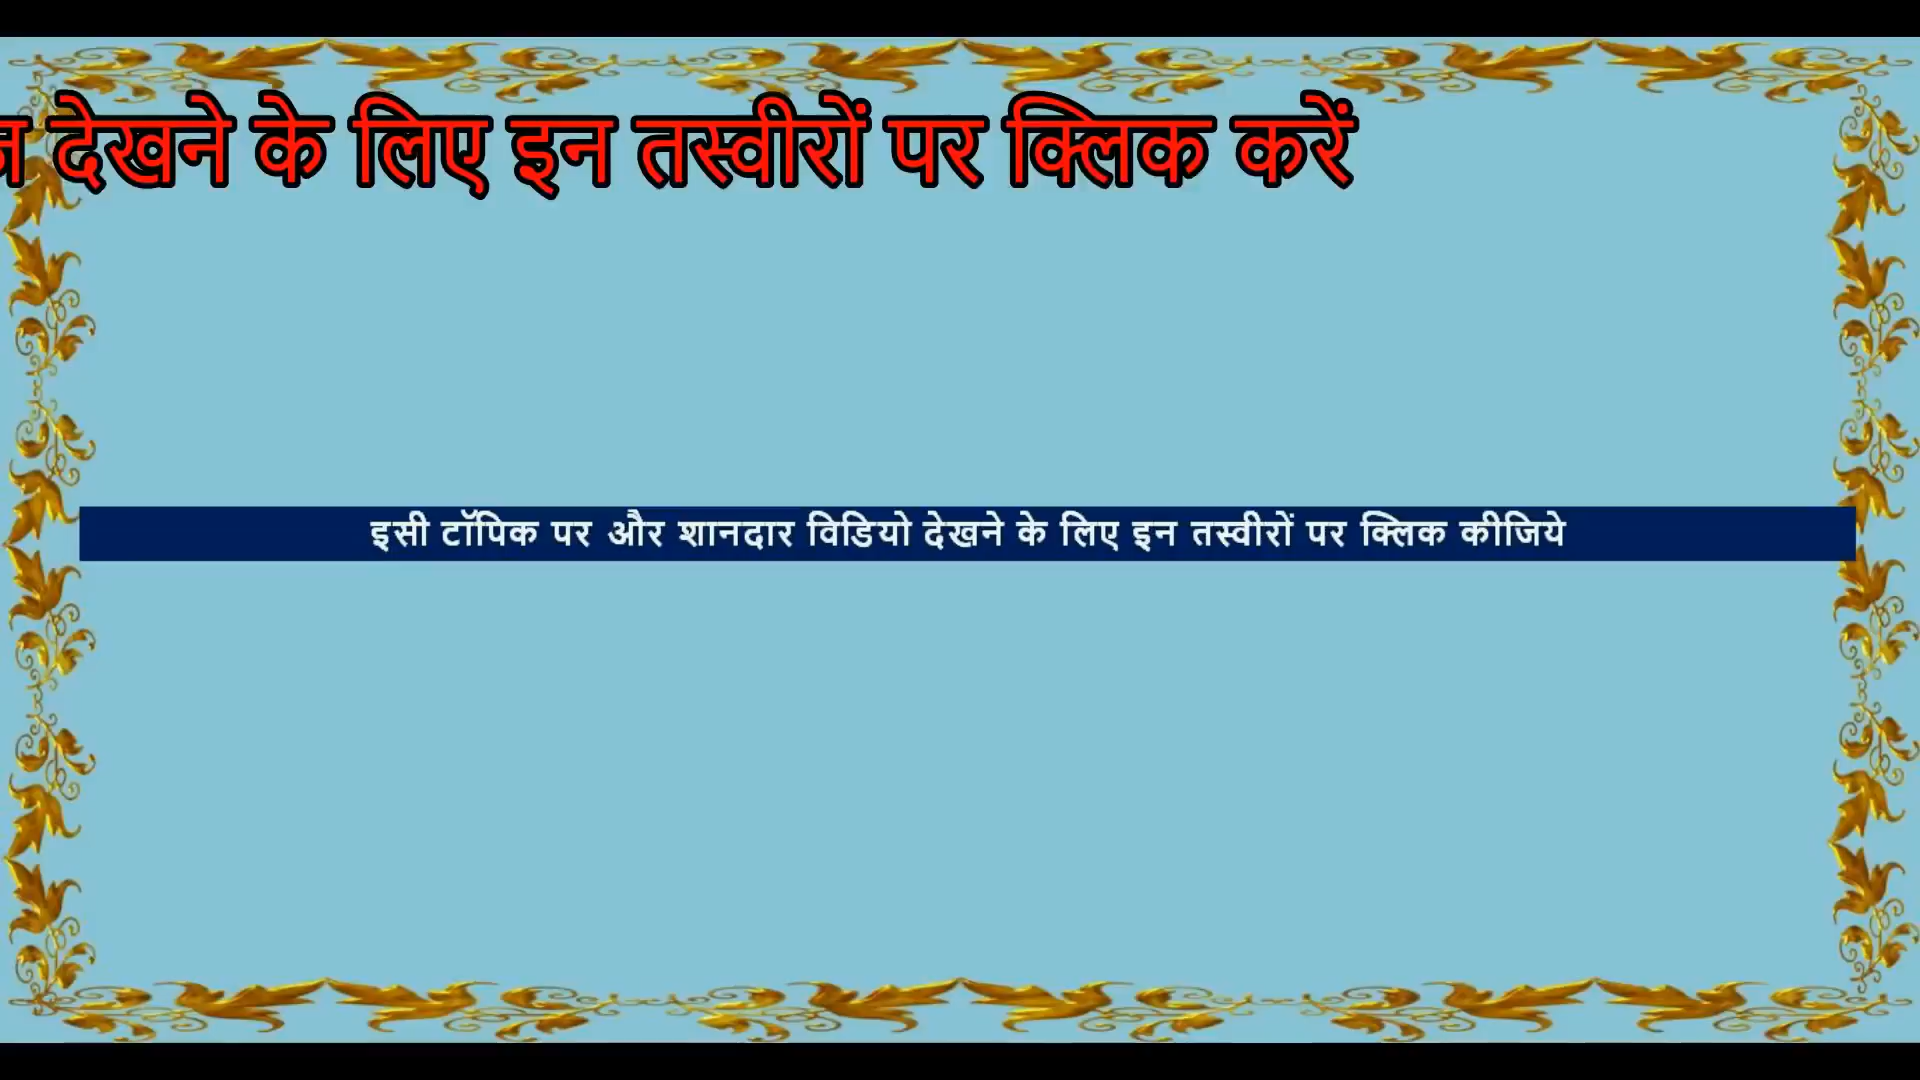 देखने के लिए इन तस्वीरों पर क्लिक करें
इसी टॉपिक पर और शानदार विडियो देखने के लिए इन तस्वीरों पर क्लिक कीजिये